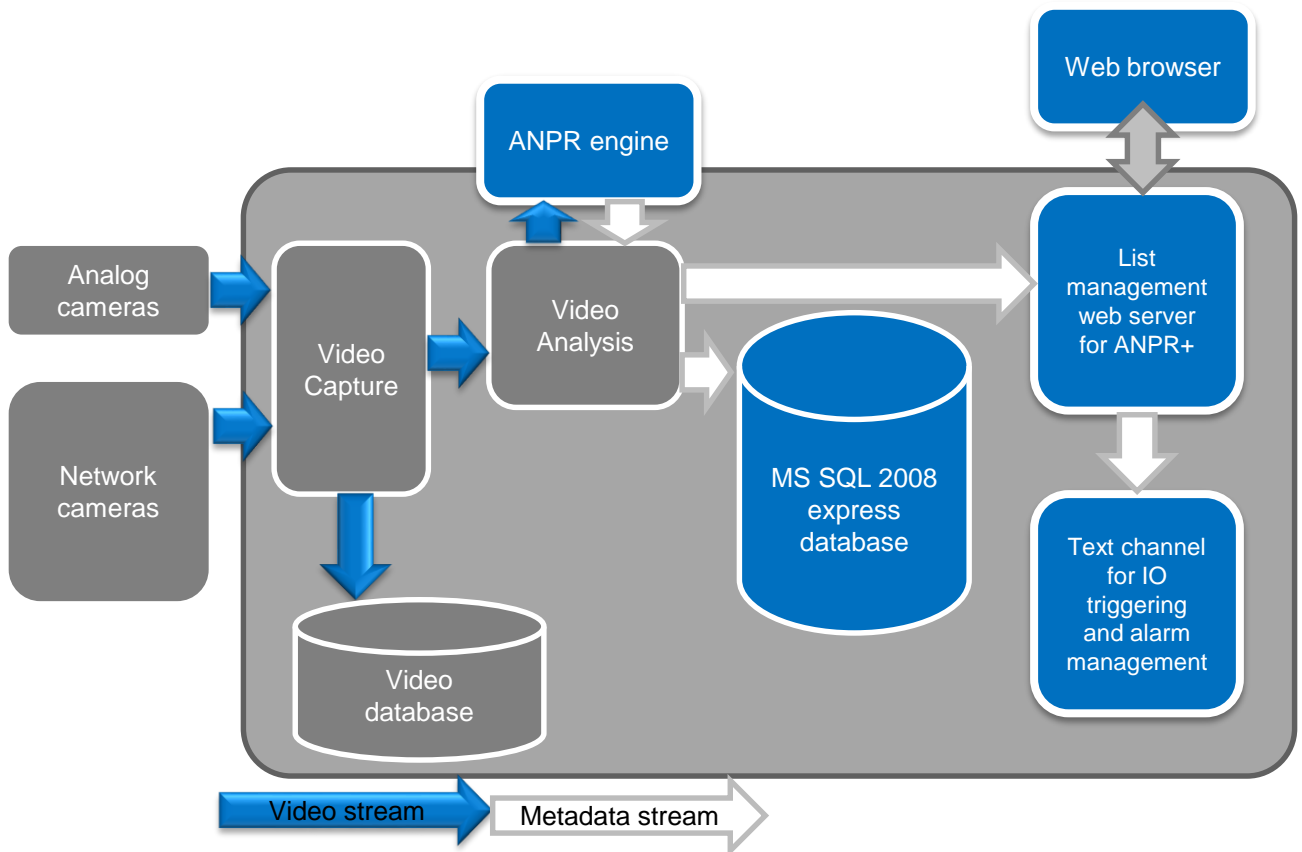 Web browser
ANPR engine
Analog
cameras
Network
cameras
Video
Capture
Video
Analysis
List
management
web server
for ANPR+
MS SQL 2008
express
database
Text channel
for IO
triggering
and alarm
management
Video
database
Video stream
Metadata stream